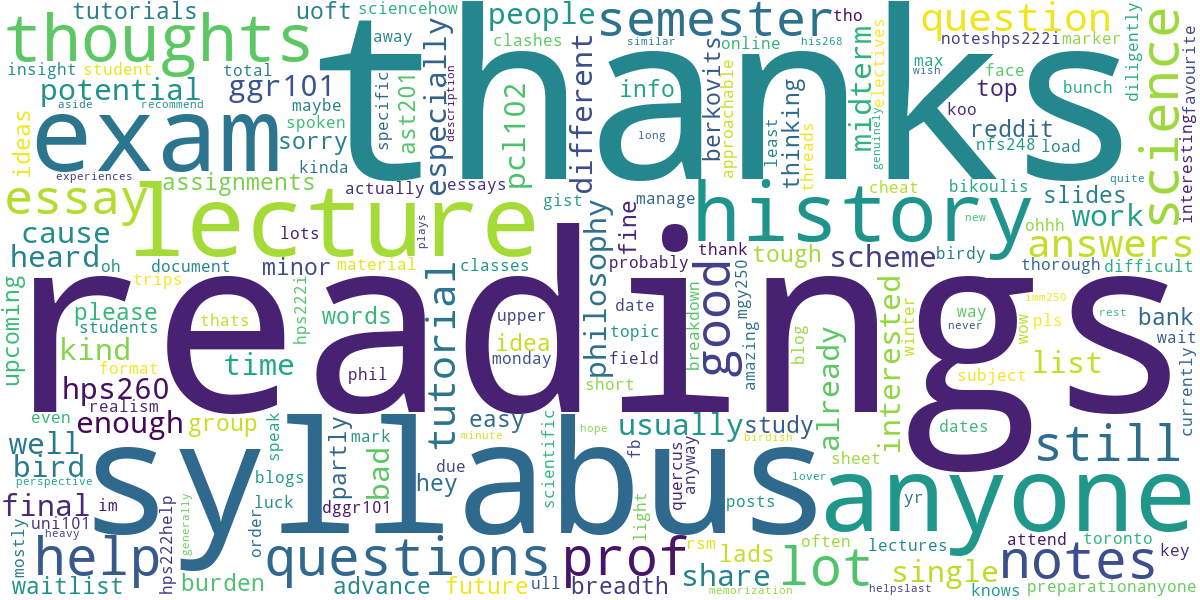 tutorials
uoft
sciencehow
people
semester
tho
question
thoughts
thanks
away
clashes
similar
online
his268
noteshps222i
marker
insight
student
total
potential
ggr101
aside
recommend
maybe
spoken
specific
ast201
especially
description
pcl102
different
info
long
berkovits
approachable
least
thinking
threads
max
wish
midterm
genuinely
electives
face
top
koo
bunch
diligently
science
favourite
interesting
ideas
exam
sorry
kinda
reddit
nfs248
load
experiences
essay
assignments
actually
essays
gist
manage
cheat
bikoulis
quite
slides
lecture
history
new
ohhh
work
answers
cause
heard
oh
lots
plays
document
minor
material
classes
philosophy
fine
probably
thank
tough
scheme
birdy
thorough
difficult
upcoming
trips
please
students
thats
hps222i
words
tutorial
upper
date
topic
good
breakdown
mgy250
amazing
blog
way
never
winter
interested
imm250
wow
pls
rest
bank
wait
currently
readings
kind
format
time
phil
idea
monday
field
short
already
subject
list
hps260
realism
even
enough
group
mark
easy
minute
scientific
hope
usually
study
birdish
sheet
dates
still
well
bird
perspective
speak
partly
bad
blogs
due
hey
fb
quercus
anyway
lover
syllabus
anyone
final
im
uni101
heavy
luck
dggr101
light
posts
yr
mostly
help
hps222help
generally
order
questions
prof
rsm
lads
often
lectures
attend
toronto
notes
key
waitlist
burden
advance
future
ull
breadth
share
memorization
lot
single
helpslast
knows
preparationanyone